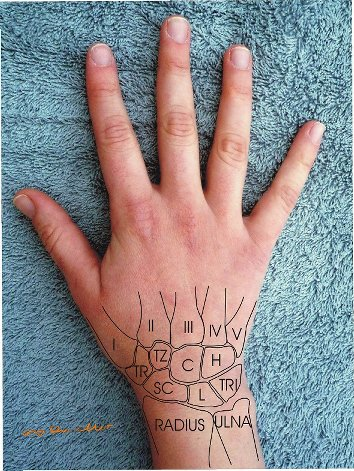 I II III IV V
TR TZ C H
SC L TRI
RADIUS ULNA